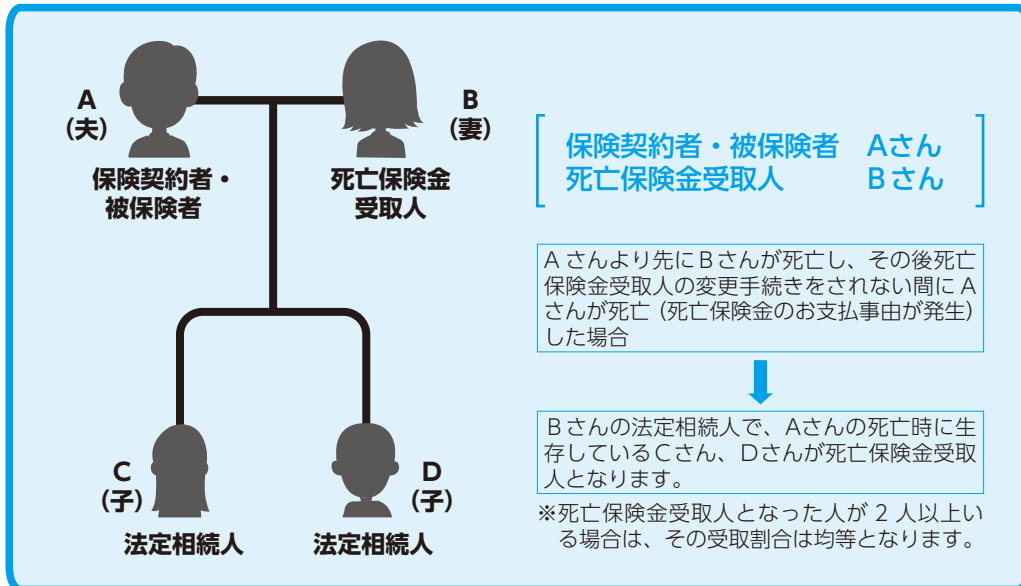 A
(夫)
B
(妻)
保険契約者・
被保険者
死亡保険金
受取人
C
(子)
D
(子)
法定相続人
法定相続人
保険契約者・被保険者 Aさん
死亡保険金受取人 Bさん
Aさんより先にBさんが死亡し、その後死亡
保険金受取人の変更手続きをされない間にA
さんが死亡(死亡保険金のお支払事由が発生)
した場合
Bさんの法定相続人で、Aさんの死亡時に生
存しているCさん、Dさんが死亡保険金受取
人となります。
※死亡保険金受取人となった人が2人以上い
る場合は、その受取割合は均等となります。